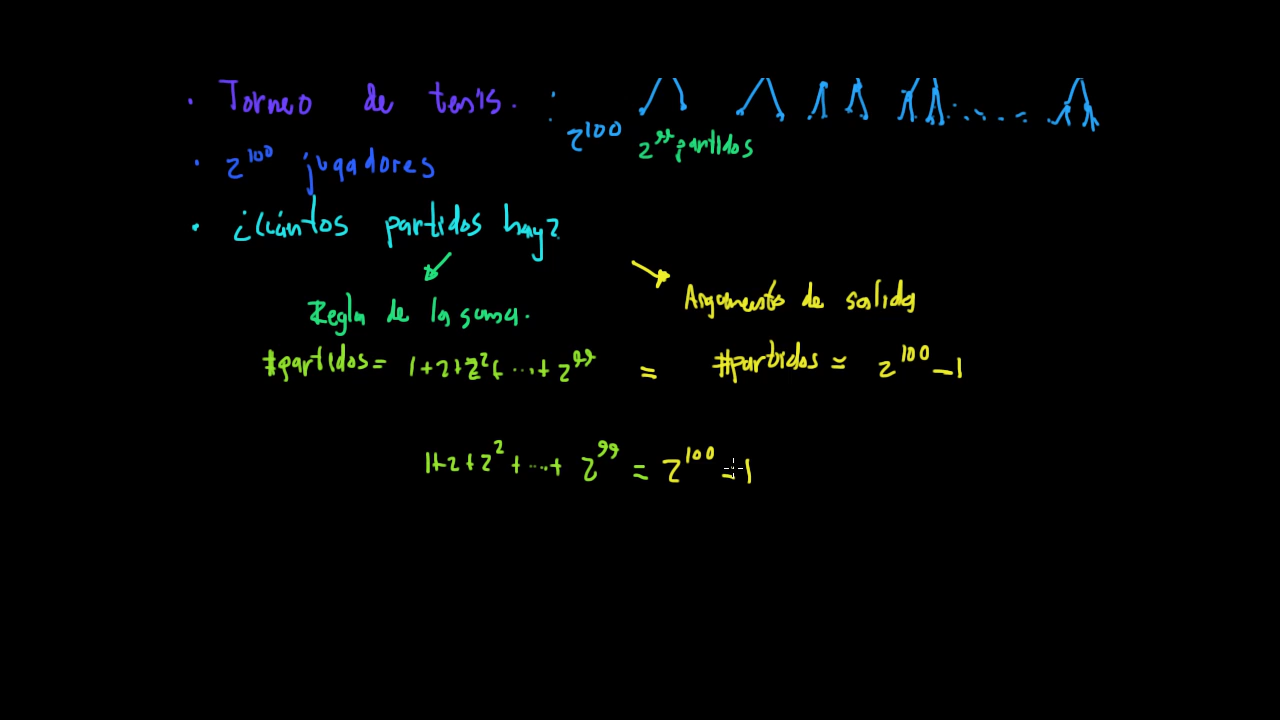 · Torneo de tenis. :
2^100 2^99 partidos
· 2^100 jugadores
· ¿Cuántos partidos hay?
Regla de la suma.
Argumento de salida
#partidos = 1+2+2^2+...+2^99 = #partidos = 2^100 - 1
1+2+2^2+...+2^99 = 2^100 - 1